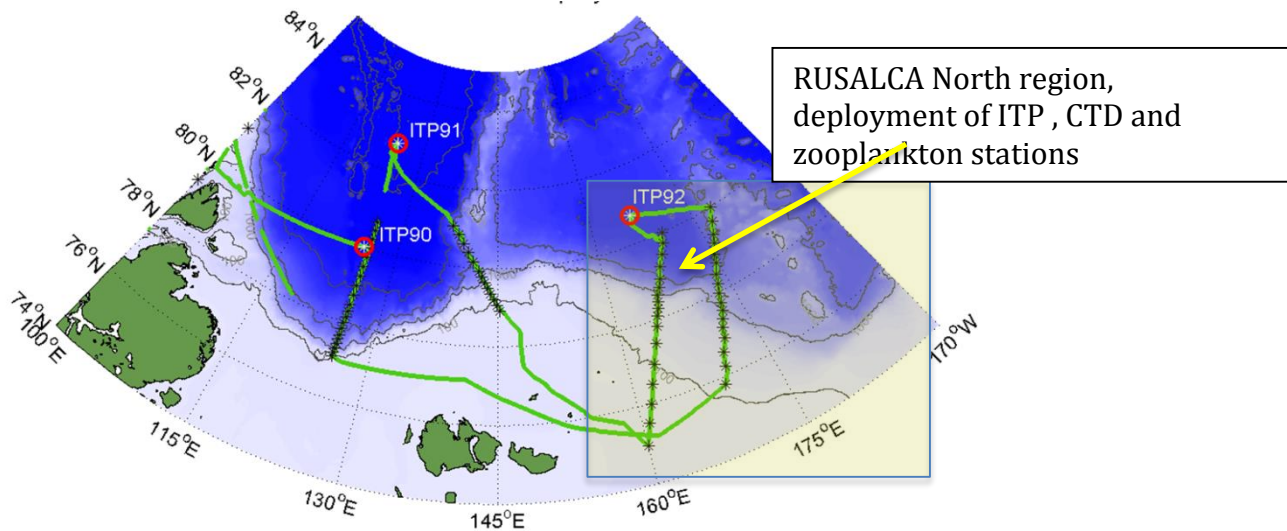 84°N
82°N
80°N
78°N
76°N
74°N
100°E
115°E
130°E
145°E
160°E
175°E
170°W
ITP91
ITP90
ITP92
RUSALCA North region,
deployment of ITP , CTD and
zooplankton stations